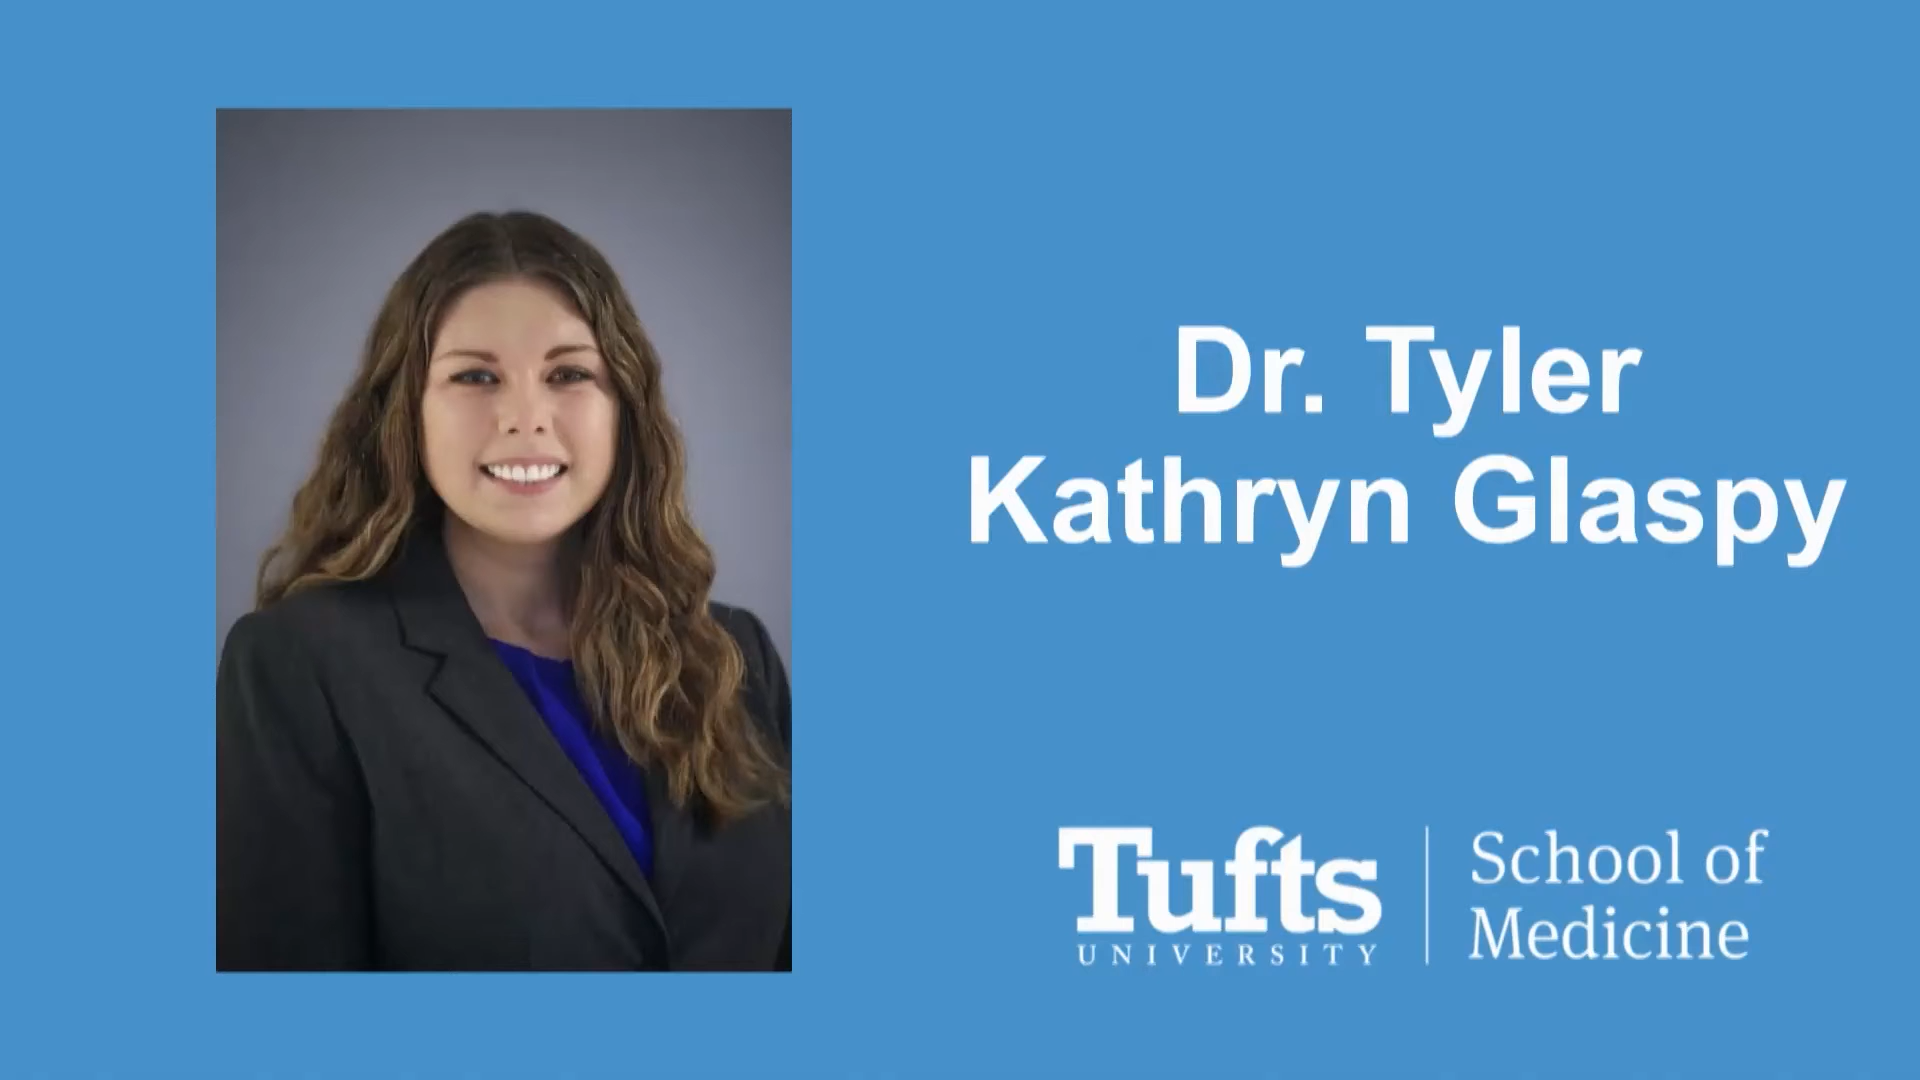 Dr. Tyler
Kathryn Glaspy
Tufts
UNIVERSITY
School of
Medicine